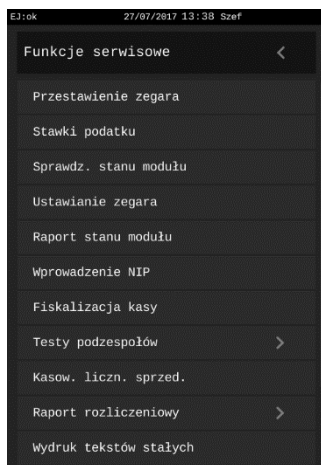 EJ:ok 27/07/2017 13:38 Szef
Funkcje serwisowe
Przestawienie zegara
Stawki podatku
Sprawdz. stanu modułu
Ustawianie zegara
Raport stanu modułu
Wprowadzenie NIP
Fiskalizacja kasy
Testy podzespołów
Kasow. liczn. sprzed.
Raport rozliczeniowy
Wydruk tekstów stałych